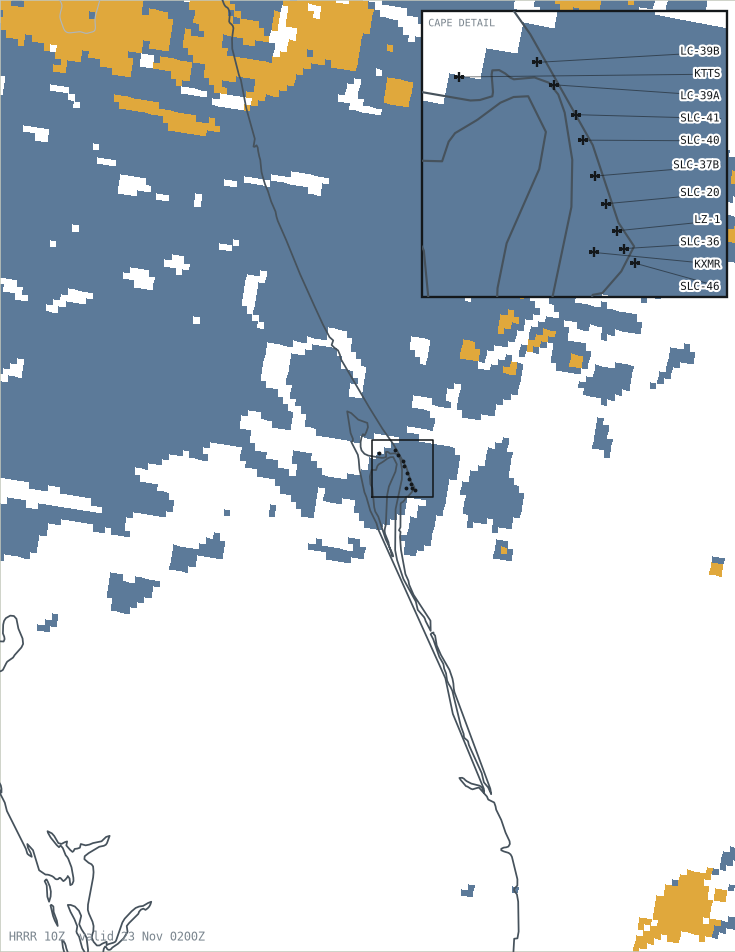 CAPE DETAIL
LC-39B
KTTS
LC-39A
SLC-41
SLC-40
SLC-37B
SLC-20
LZ-1
SLC-36
KXMR
SLC-46
HRRR 10Z valid 23 Nov 0200Z